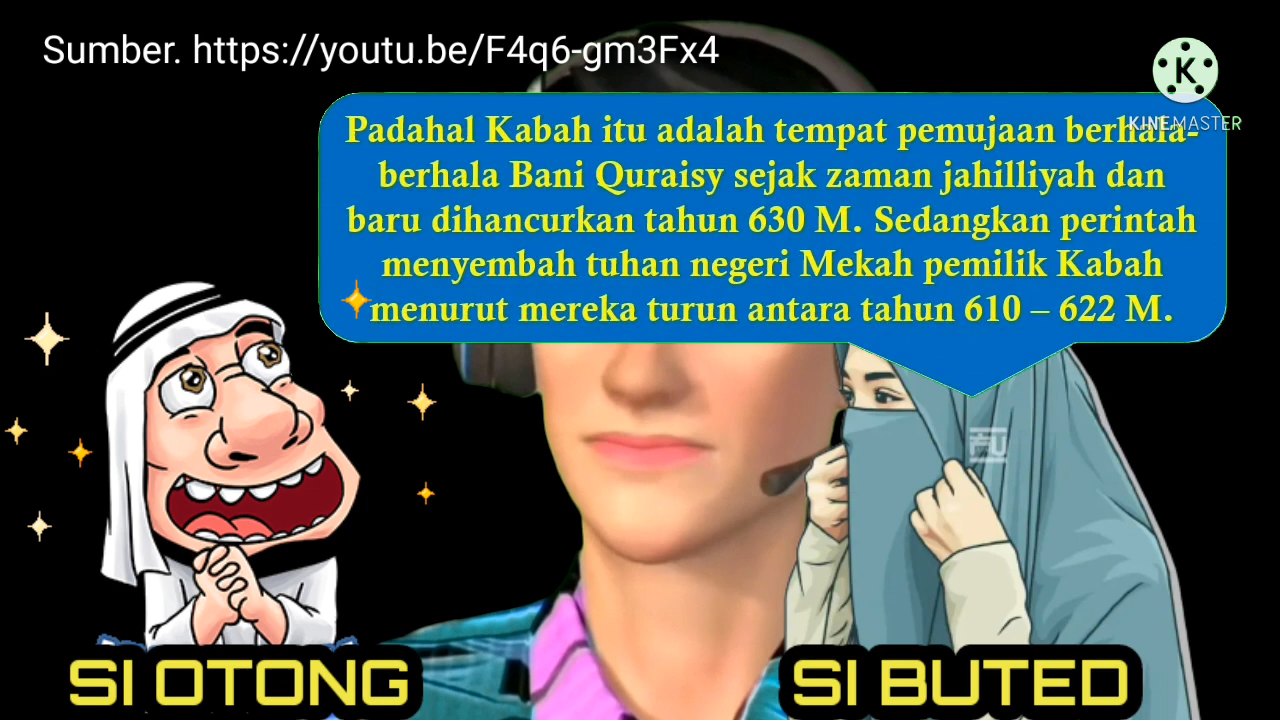 Sumber. https://youtu.be/F4q6-gm3Fx4
KINEMASTER
Padahal Kabah itu adalah tempat pemujaan berhala-
berhala Bani Quraisy sejak zaman jahilliyah dan
baru dihancurkan tahun 630 M. Sedangkan perintah
menyembah tuhan negeri Mekah pemilik Kabah
menurut mereka turun antara tahun 610 – 622 M.
SI OTONG
SI BUTED